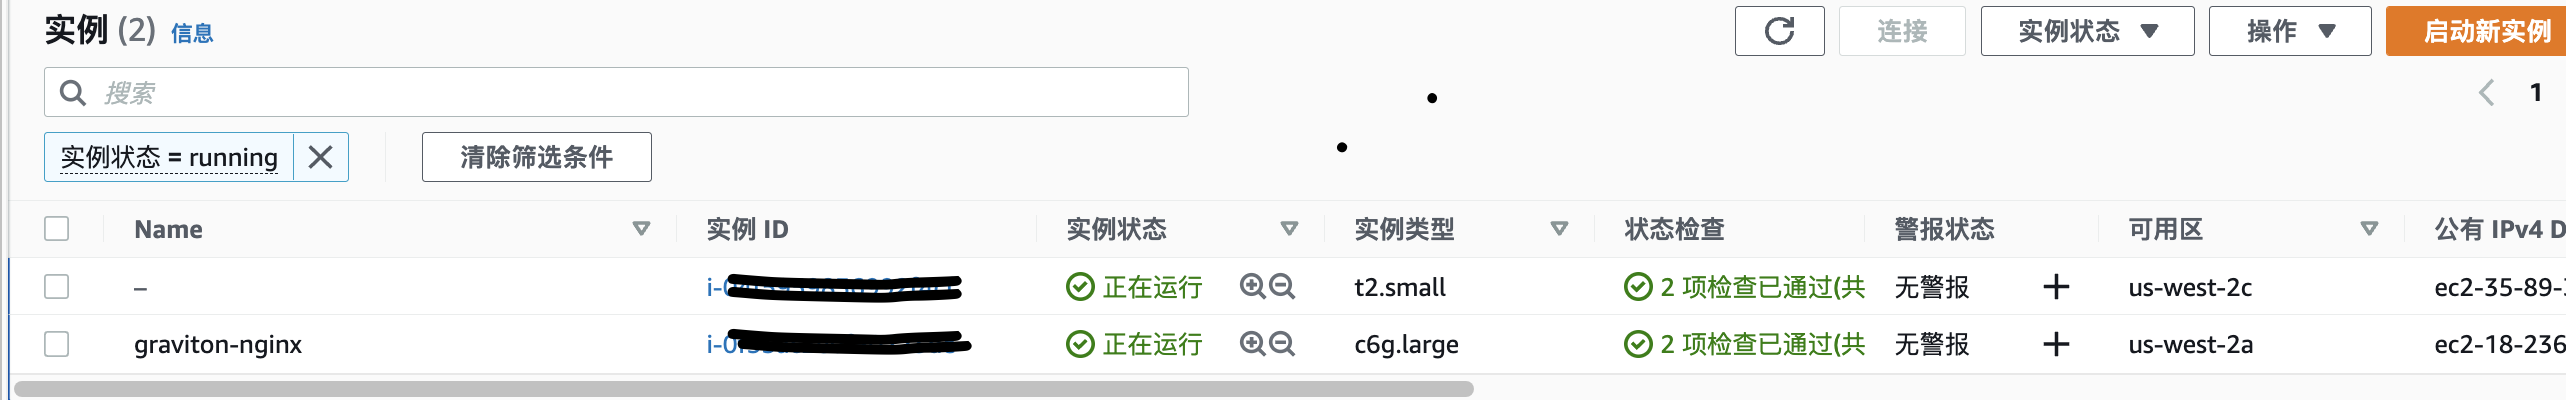 实例 (2) 信息 连接 实例状态 操作 启动新实例
搜索 1
实例状态 = running 清除筛选条件
Name 实例 ID 实例状态 实例类型 状态检查 警报状态 可用区 公有 IPv4 D
– 正在运行 t2.small 2 项检查已通过(共 无警报 us-west-2c ec2-35-89-
graviton-nginx 正在运行 c6g.large 2 项检查已通过(共 无警报 us-west-2a ec2-18-236